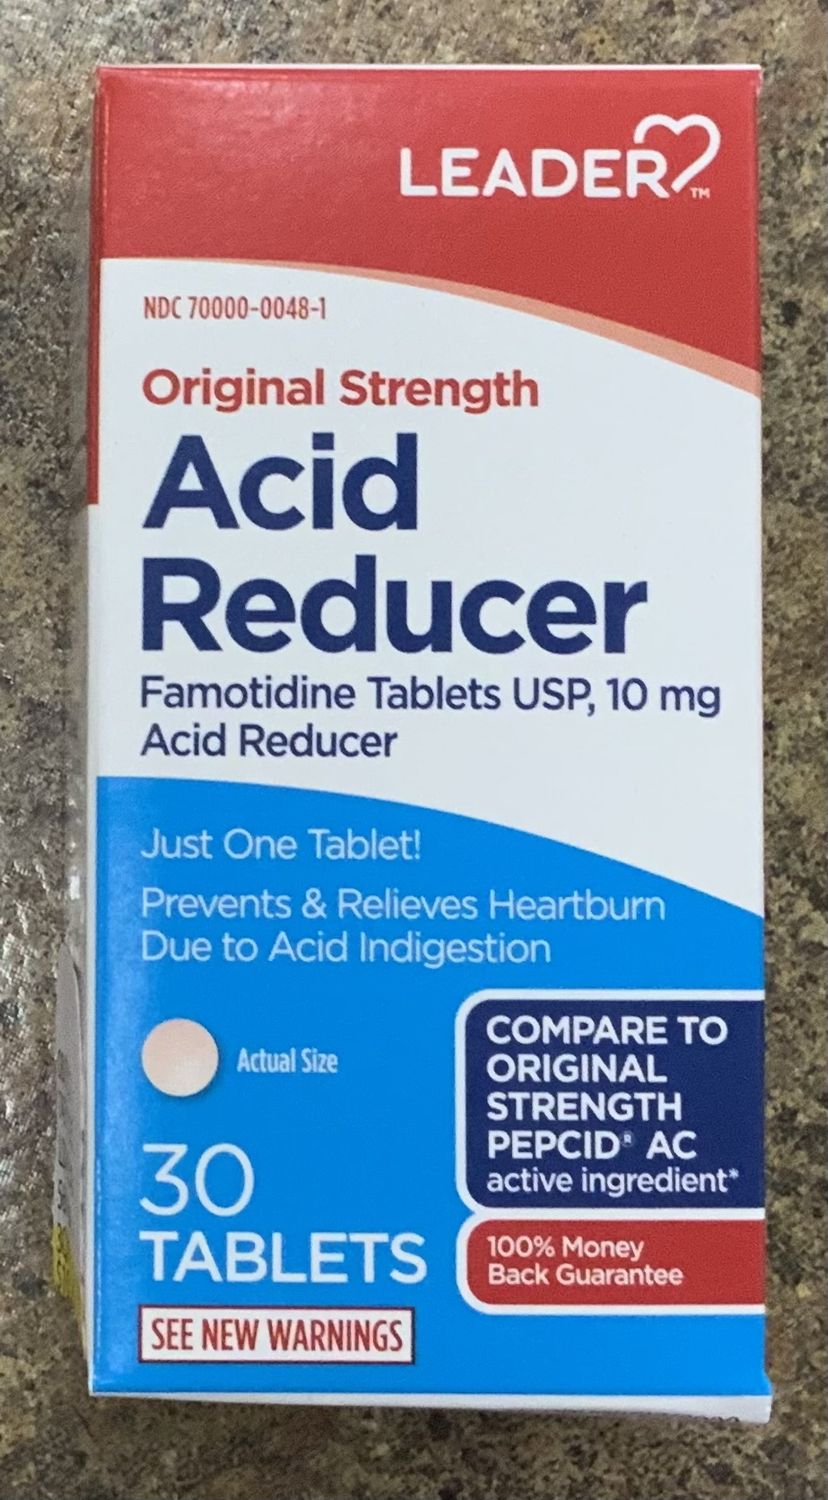 LEADER™
NDC 70000-0048-1
Original Strength
Acid
Reducer
Famotidine Tablets USP, 10 mg
Acid Reducer
Just One Tablet!
Prevents & Relieves Heartburn
Due to Acid Indigestion
Actual Size
30
TABLETS
SEE NEW WARNINGS
COMPARE TO
ORIGINAL
STRENGTH
PEPCID® AC
active ingredient*
100% Money
Back Guarantee